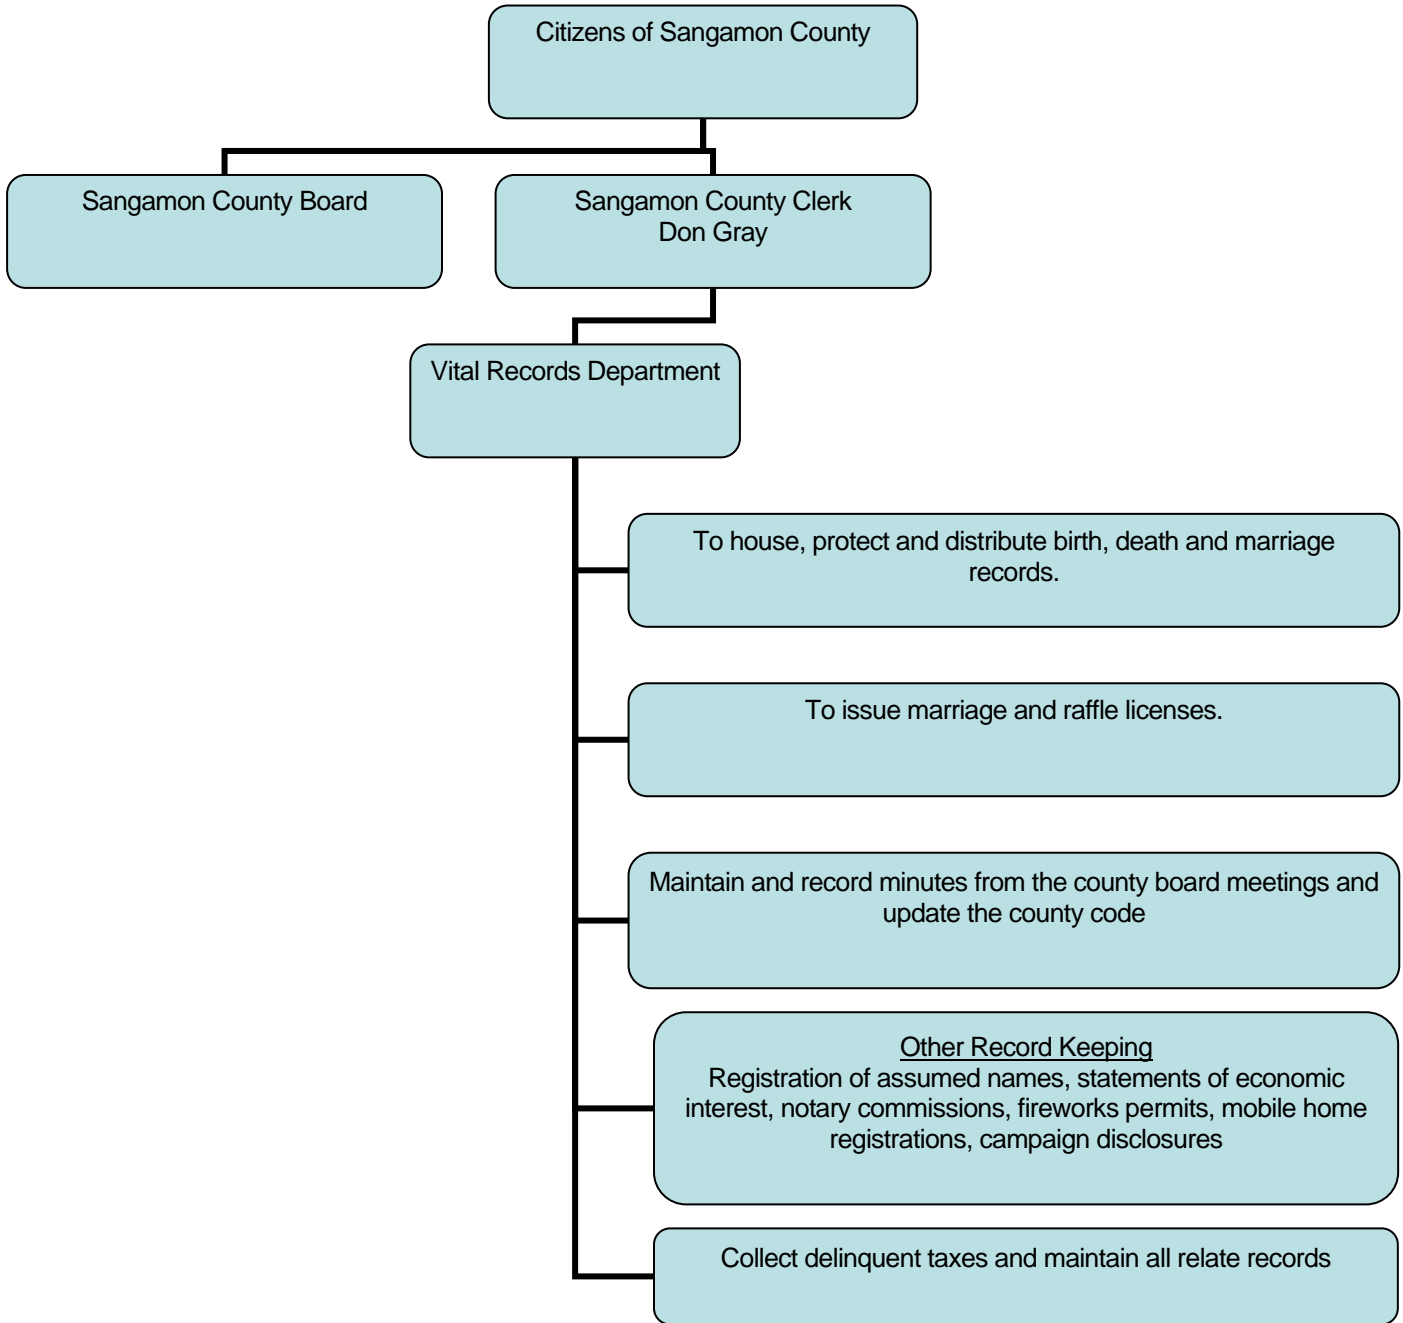 Citizens of Sangamon County
Sangamon County Board
Sangamon County Clerk
Don Gray
Vital Records Department
To house, protect and distribute birth, death and marriage
records.
To issue marriage and raffle licenses.
Maintain and record minutes from the county board meetings and
update the county code
Other Record Keeping
Registration of assumed names, statements of economic
interest, notary commissions, fireworks permits, mobile home
registrations, campaign disclosures
Collect delinquent taxes and maintain all relate records